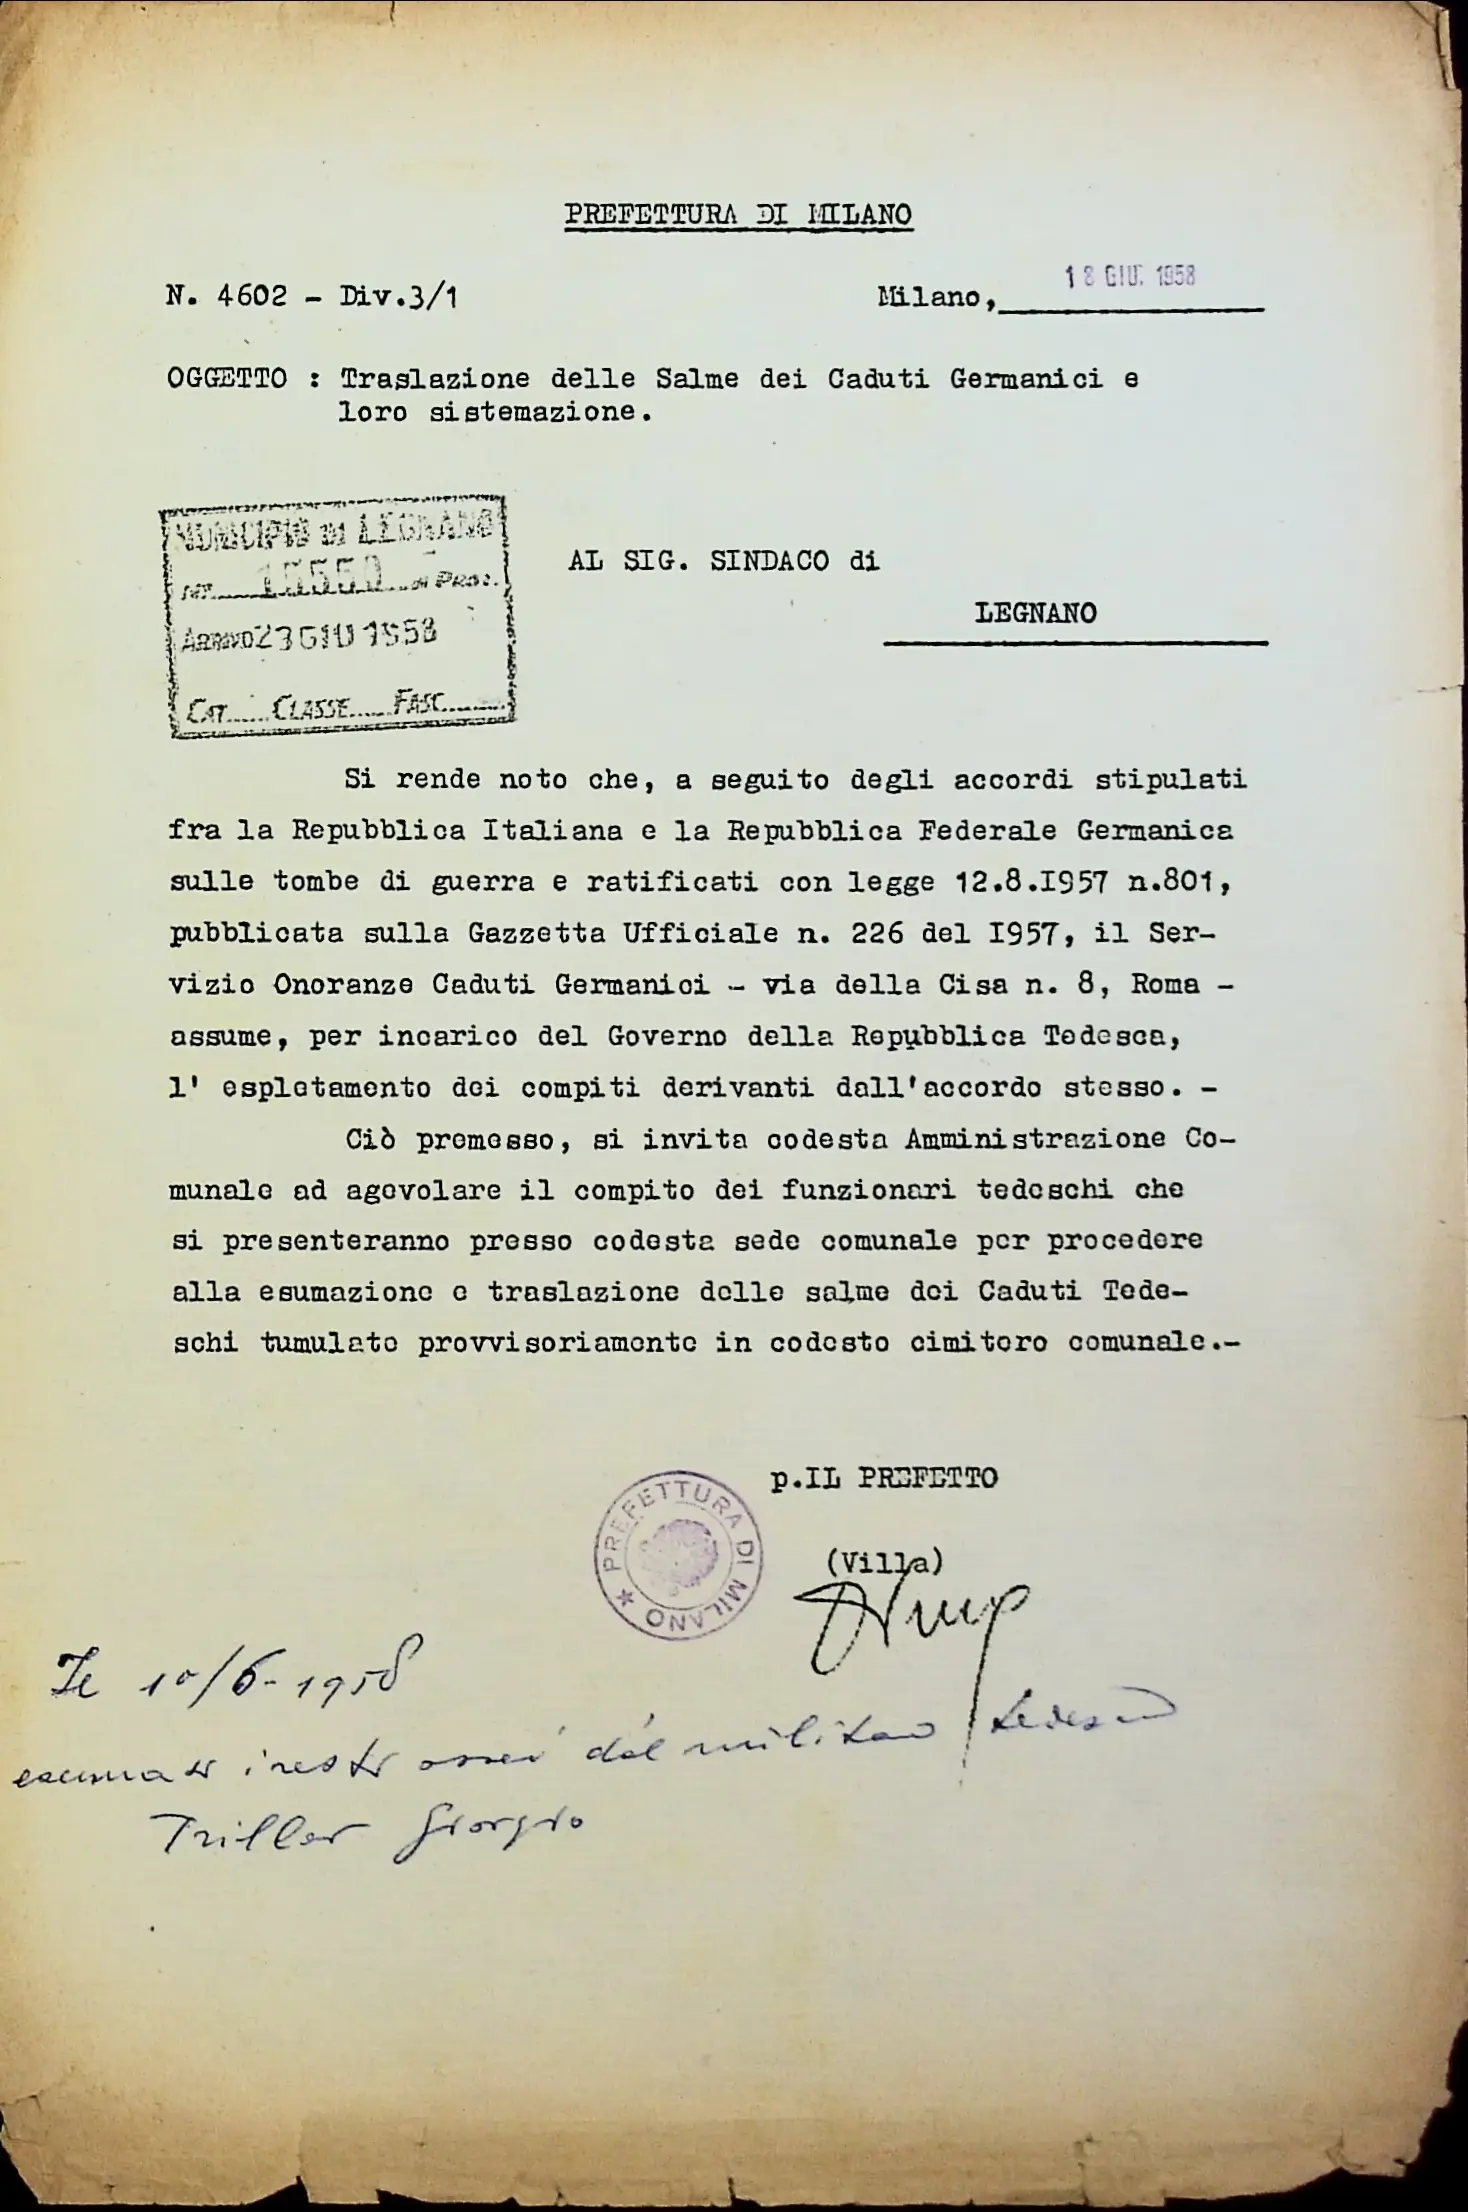 PREFETTURA DI MILANO
N. 4602 - Div.3/1
Milano, 18 GIU. 1958
OGGETTO : Traslazione delle Salme dei Caduti Germanici e
loro sistemazione.
MUNICIPIO DI LEGNANO
N.° 15550 di Prot.
Arrivo 23 GIU 1958
Cat...... Classe...... Fasc.........
AL SIG. SINDACO di
LEGNANO
Si rende noto che, a seguito degli accordi stipulati
fra la Repubblica Italiana e la Repubblica Federale Germanica
sulle tombe di guerra e ratificati con legge 12.8.I957 n.801,
pubblicata sulla Gazzetta Ufficiale n. 226 del I957, il Ser-
vizio Onoranze Caduti Germanici - via della Cisa n. 8, Roma -
assume, per incarico del Governo della Repubblica Tedesca,
l' espletamento dei compiti derivanti dall'accordo stesso. -
Ciò premesso, si invita codesta Amministrazione Co-
munale ad agevolare il compito dei funzionari tedeschi che
si presenteranno presso codesta sede comunale per procedere
alla esumazione e traslazione delle salme dei Caduti Tede-
schi tumulate provvisoriamente in codesto cimitero comunale.-
p.IL PREFETTO
(Villa)
PREFETTURA DI MILANO
Il 10/6-1958
esumati i resti ossei del militare tedesco
Triller Giorgio